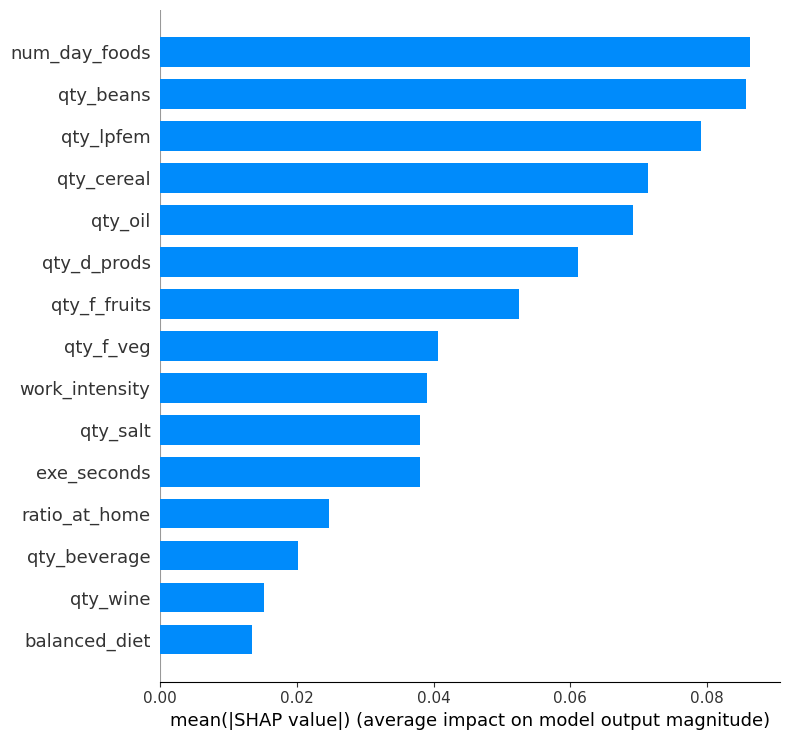 num_day_foods
qty_beans
qty_lpfem
qty_cereal
qty_oil
qty_d_prods
qty_f_fruits
qty_f_veg
work_intensity
qty_salt
exe_seconds
ratio_at_home
qty_beverage
qty_wine
balanced_diet
0.00 0.02 0.04 0.06 0.08
mean(|SHAP value|) (average impact on model output magnitude)